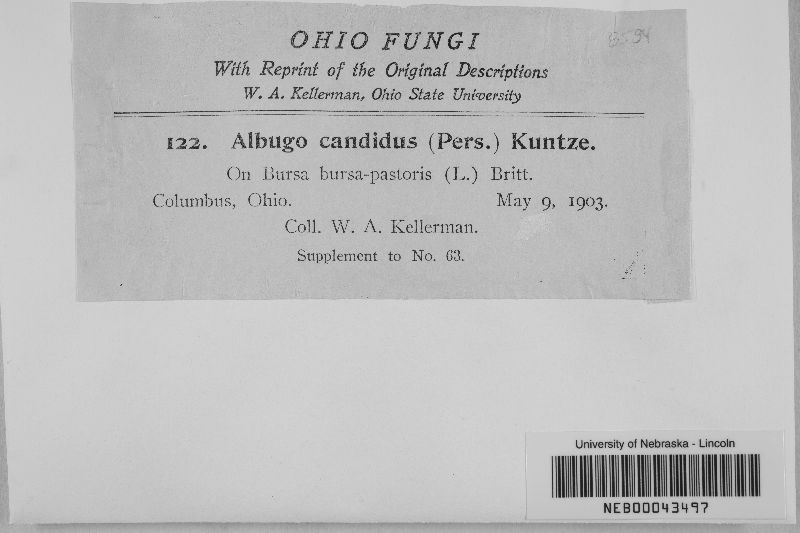 OHIO FUNGI
With Reprint of the Original Descriptions
W. A. Kellerman, Ohio State University
122. Albugo candidus (Pers.) Kuntze.
On Bursa bursa-pastoris (L.) Britt.
Columbus, Ohio. May 9, 1903.
Coll. W. A. Kellerman.
Supplement to No. 63.
University of Nebraska - Lincoln
NEB00043497